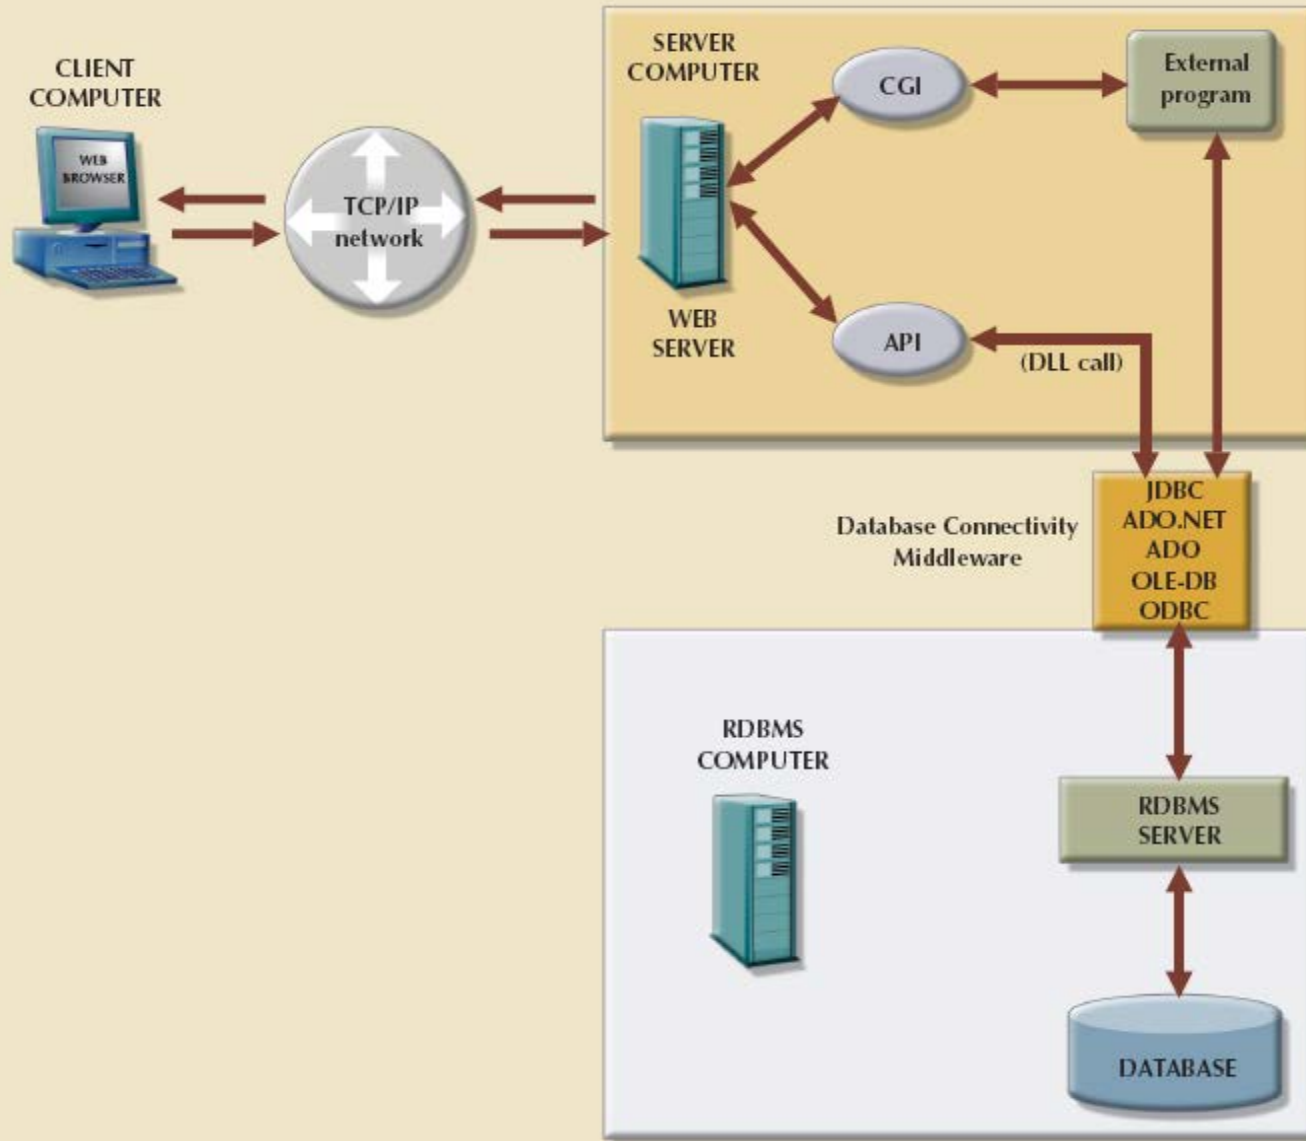 CLIENT
COMPUTER
WEB
BROWSER
TCP/IP
network
SERVER
COMPUTER
WEB
SERVER
CGI
External
program
API
(DLL call)
Database Connectivity
Middleware
JDBC
ADO.NET
ADO
OLE-DB
ODBC
RDBMS
COMPUTER
RDBMS
SERVER
DATABASE